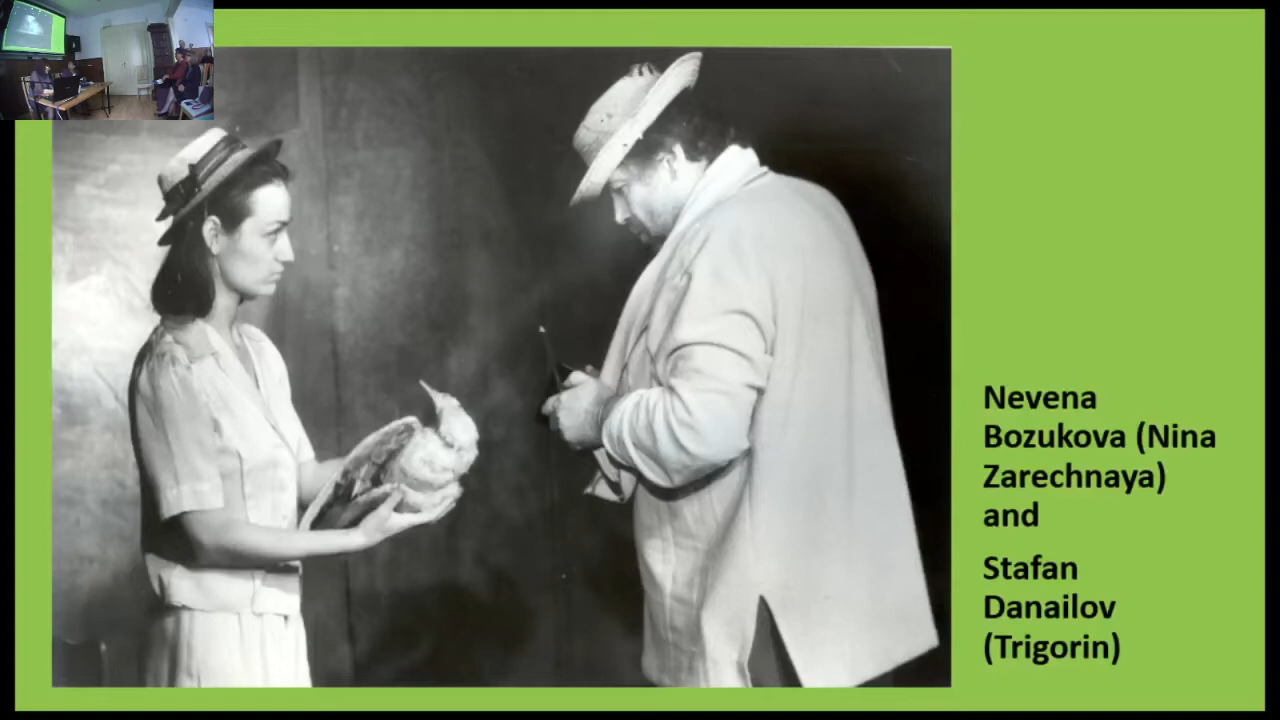 Nevena
Bozukova (Nina
Zarechnaya)
and
Stafan
Danailov
(Trigorin)